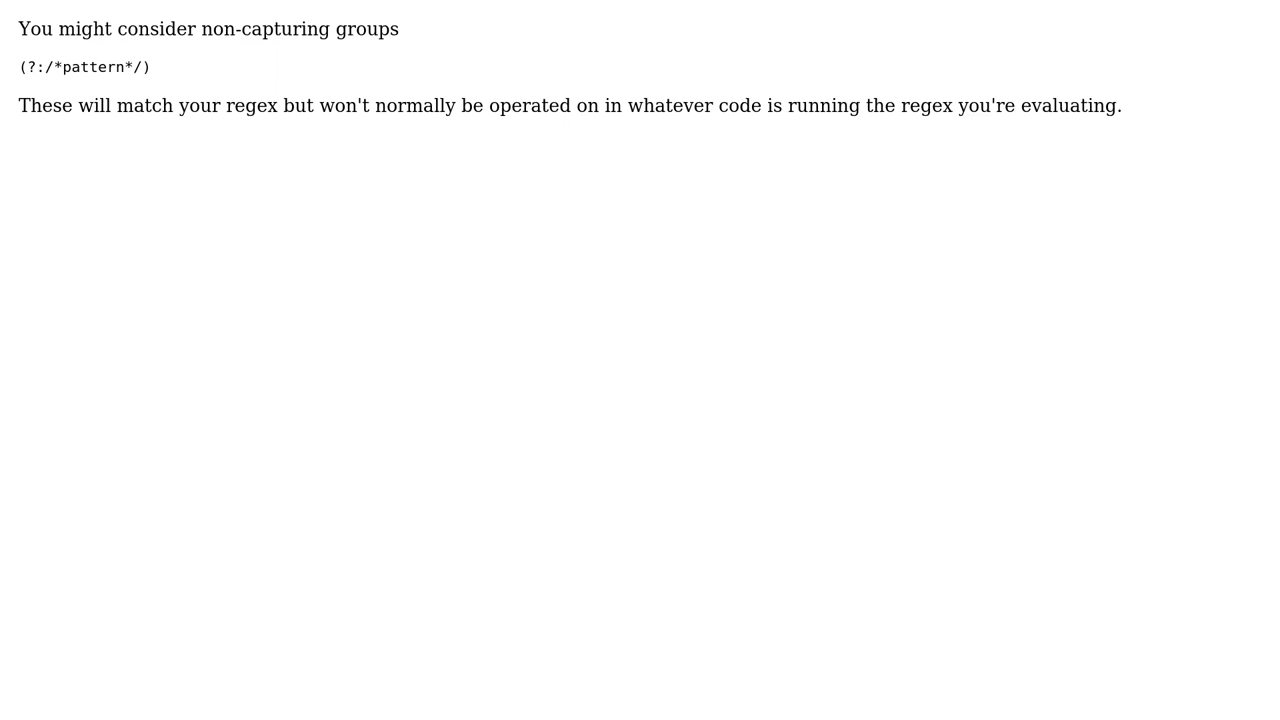 You might consider non-capturing groups
(?:/*pattern*/)
These will match your regex but won't normally be operated on in whatever code is running the regex you're evaluating.